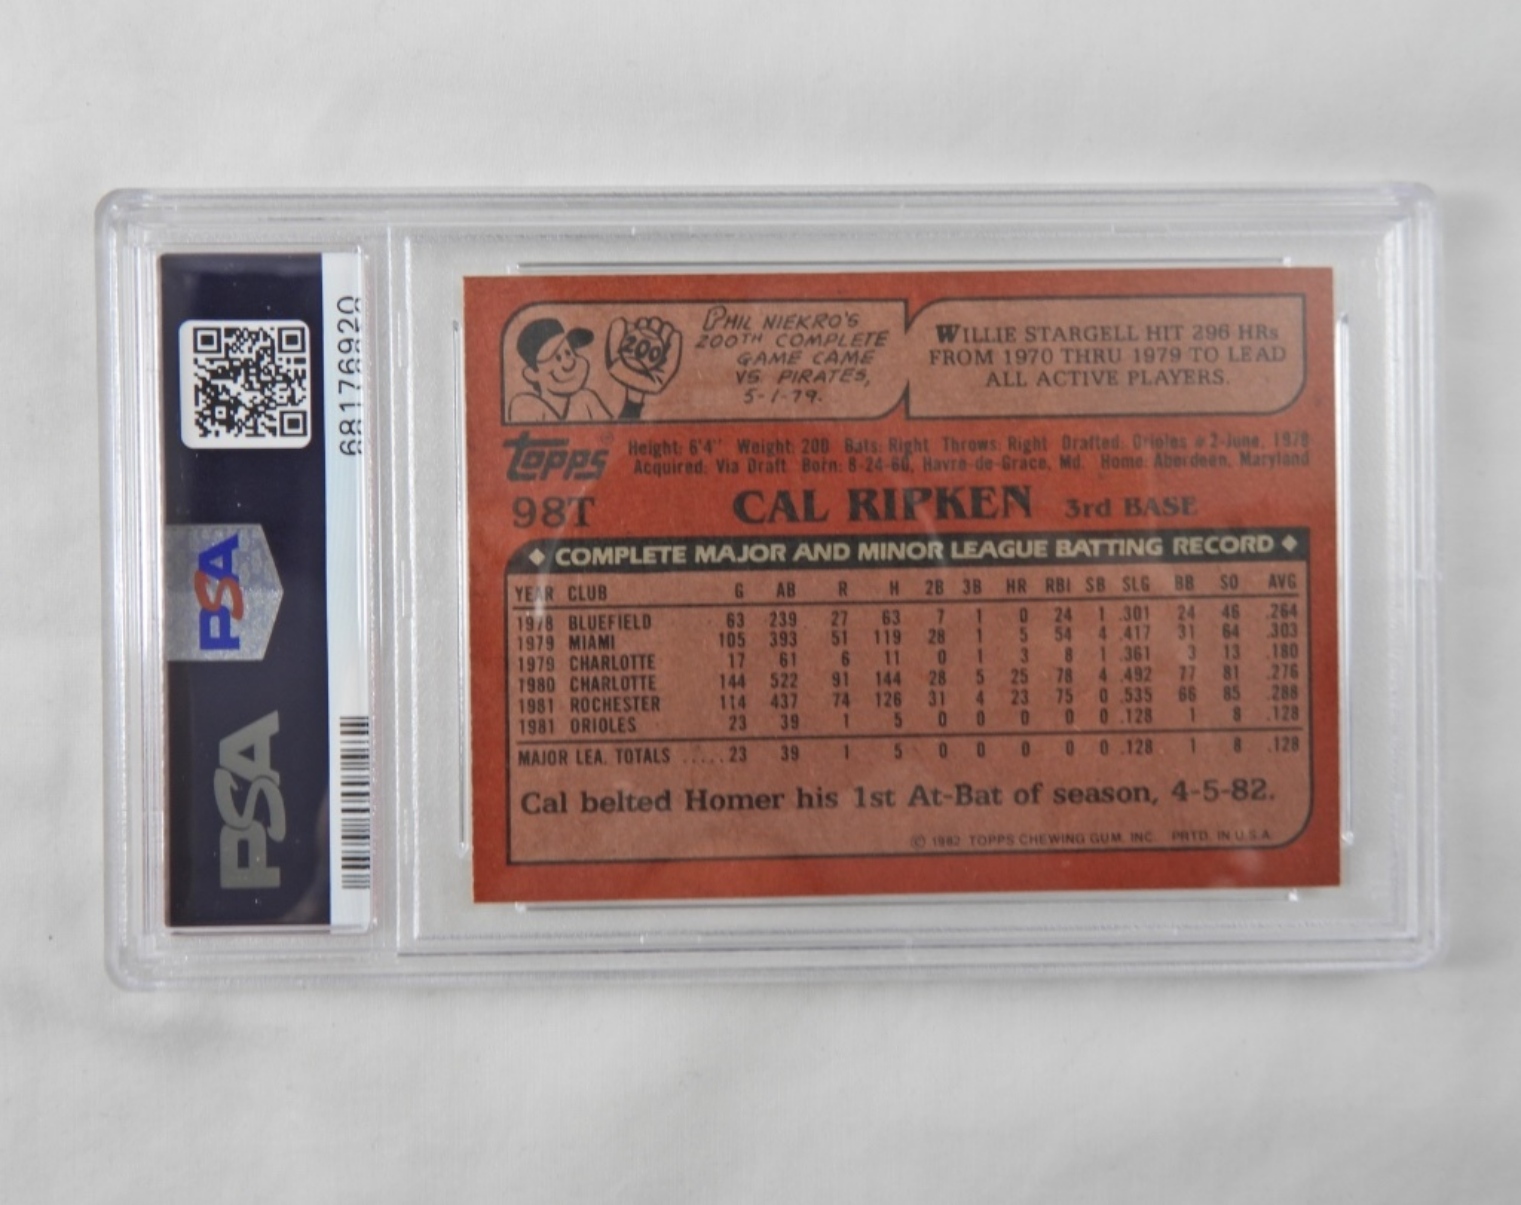 68176920
PSA
PSA
PHIL NIEKRO'S
200TH COMPLETE
GAME CAME
VS. PIRATES,
5-1-79.
200
WILLIE STARGELL HIT 296 HRs
FROM 1970 THRU 1979 TO LEAD
ALL ACTIVE PLAYERS.
topps®
Height: 6'4" Weight: 200 Bats: Right Throws: Right Drafted: Orioles #2-June, 1978
Acquired: Via Draft Born: 8-24-60, Havre-de-Grace, Md. Home: Aberdeen, Maryland
98T CAL RIPKEN 3rd BASE
◆ COMPLETE MAJOR AND MINOR LEAGUE BATTING RECORD ◆
YEAR CLUB G AB R H 2B 3B HR RBI SB SLG BB SO AVG
1978 BLUEFIELD 63 239 27 63 7 1 0 24 1 .301 24 46 .264
1979 MIAMI 105 393 51 119 28 1 5 54 4 .417 31 64 .303
1979 CHARLOTTE 17 61 6 11 0 1 3 8 1 .361 3 13 .180
1980 CHARLOTTE 144 522 91 144 28 5 25 78 4 .492 77 81 .276
1981 ROCHESTER 114 437 74 126 31 4 23 75 0 .535 66 85 .288
1981 ORIOLES 23 39 1 5 0 0 0 0 0 .128 1 8 .128
MAJOR LEA. TOTALS .....23 39 1 5 0 0 0 0 0 .128 1 8 .128
Cal belted Homer his 1st At-Bat of season, 4-5-82.
© 1982 TOPPS CHEWING GUM, INC. PRTD. IN U.S.A.